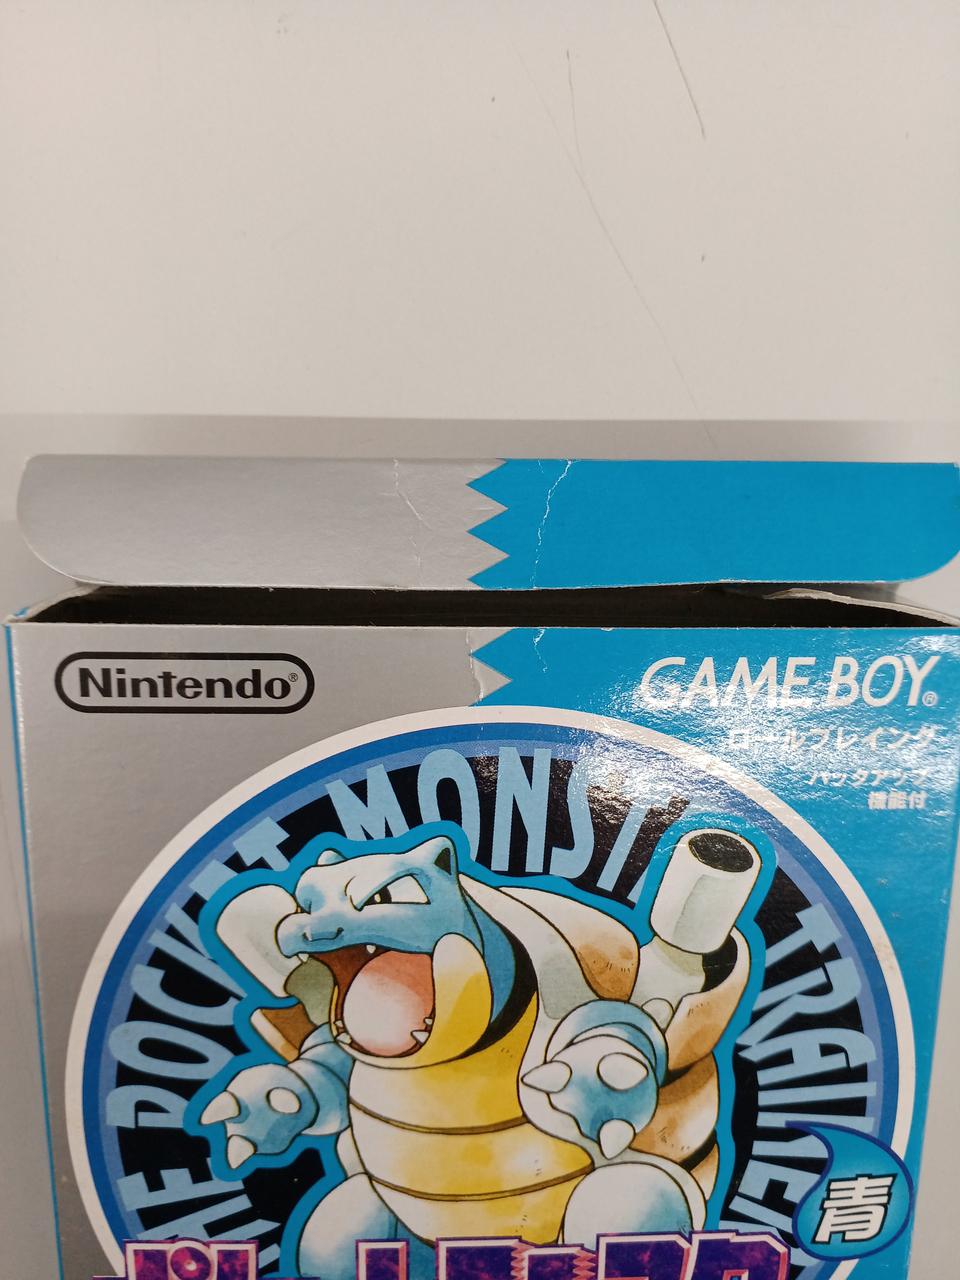 Nintendo®
GAME BOY®
ロールプレイング
バッテリーバックアップ
機能付
THE POCKET MONSTER TRAINER
青